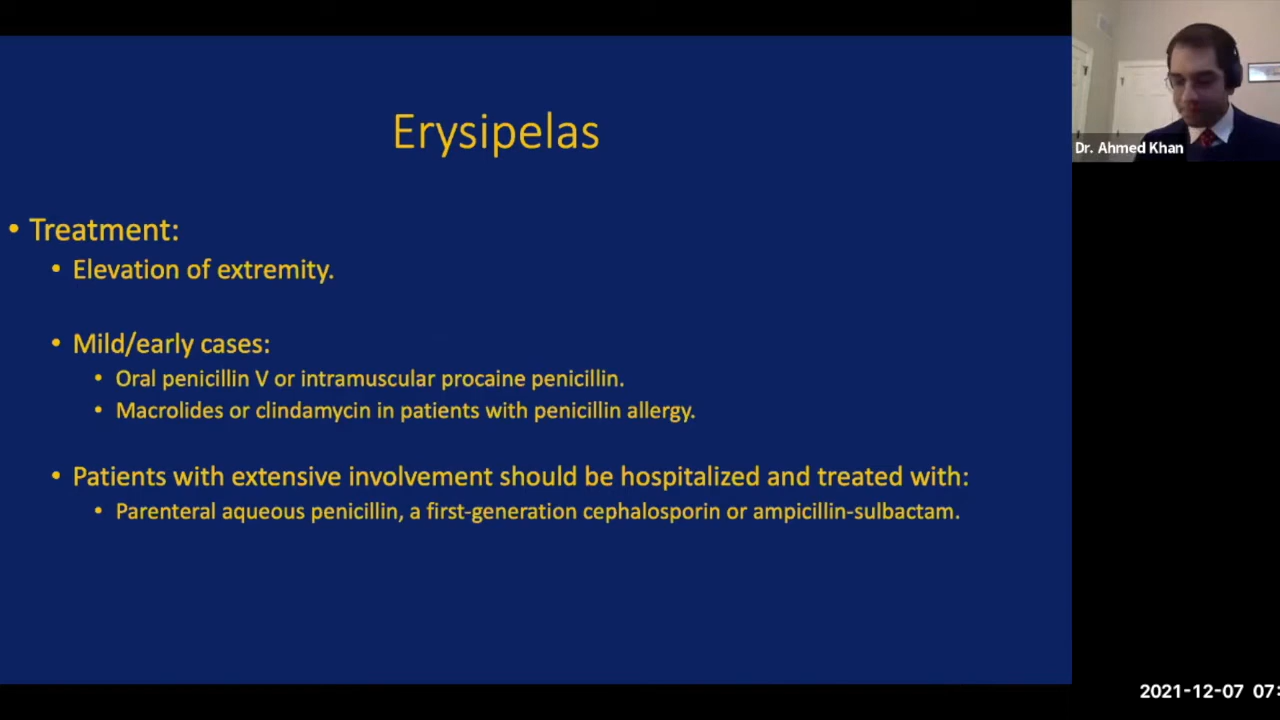 Erysipelas
• Treatment:
• Elevation of extremity.
• Mild/early cases:
• Oral penicillin V or intramuscular procaine penicillin.
• Macrolides or clindamycin in patients with penicillin allergy.
• Patients with extensive involvement should be hospitalized and treated with:
• Parenteral aqueous penicillin, a first-generation cephalosporin or ampicillin-sulbactam.
Dr. Ahmed Khan
2021-12-07 07: